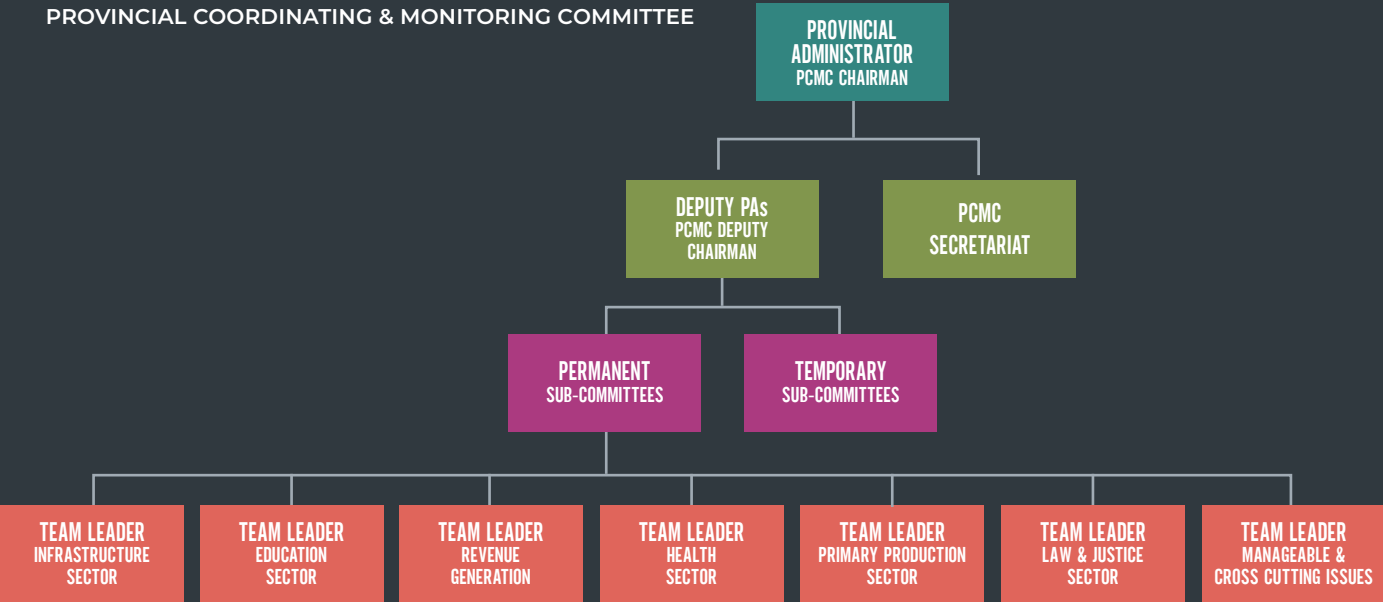 PROVINCIAL COORDINATING & MONITORING COMMITTEE
PROVINCIAL
ADMINISTRATOR
PCMC CHAIRMAN
DEPUTY PAs
PCMC DEPUTY
CHAIRMAN
PCMC
SECRETARIAT
PERMANENT
SUB-COMMITTEES
TEMPORARY
SUB-COMMITTEES
TEAM LEADER
INFRASTRUCTURE
SECTOR
TEAM LEADER
EDUCATION
SECTOR
TEAM LEADER
REVENUE
GENERATION
TEAM LEADER
HEALTH
SECTOR
TEAM LEADER
PRIMARY PRODUCTION
SECTOR
TEAM LEADER
LAW & JUSTICE
SECTOR
TEAM LEADER
MANAGEABLE &
CROSS CUTTING ISSUES